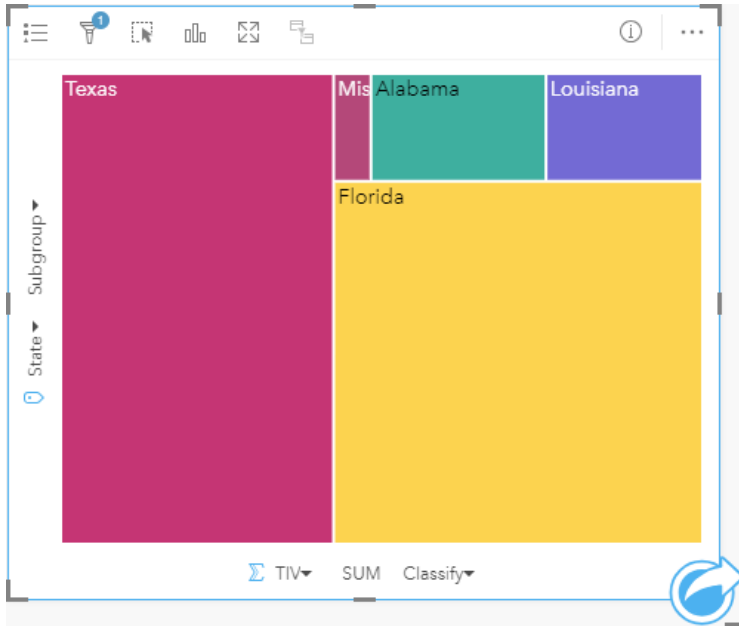 1
Texas
Mis
Alabama
Louisiana
Florida
Subgroup
State
Σ TIV SUM Classify